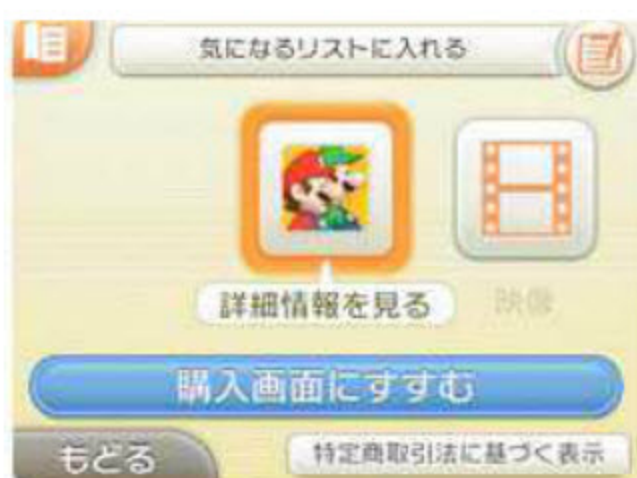 気になるリストに入れる
詳細情報を見る
映像
購入画面にすすむ
もどる
特定商取引法に基づく表示